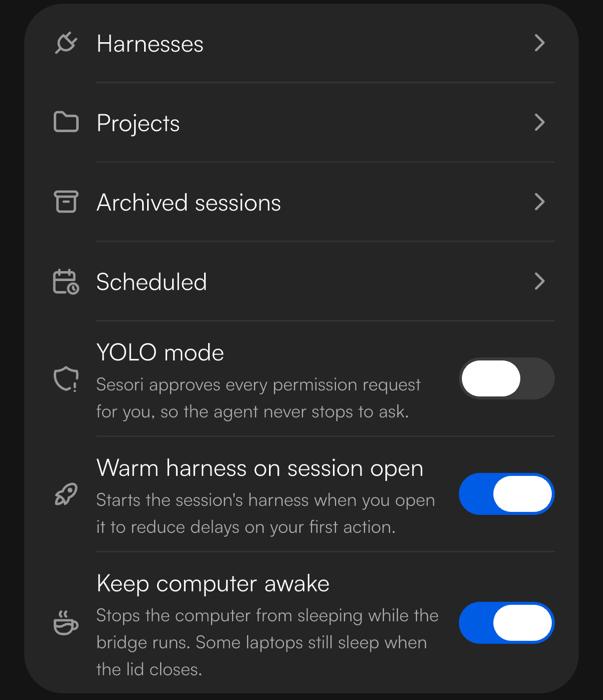 Harnesses
Projects
Archived sessions
Scheduled
YOLO mode
Sesori approves every permission request
for you, so the agent never stops to ask.
Warm harness on session open
Starts the session's harness when you open
it to reduce delays on your first action.
Keep computer awake
Stops the computer from sleeping while the
bridge runs. Some laptops still sleep when
the lid closes.